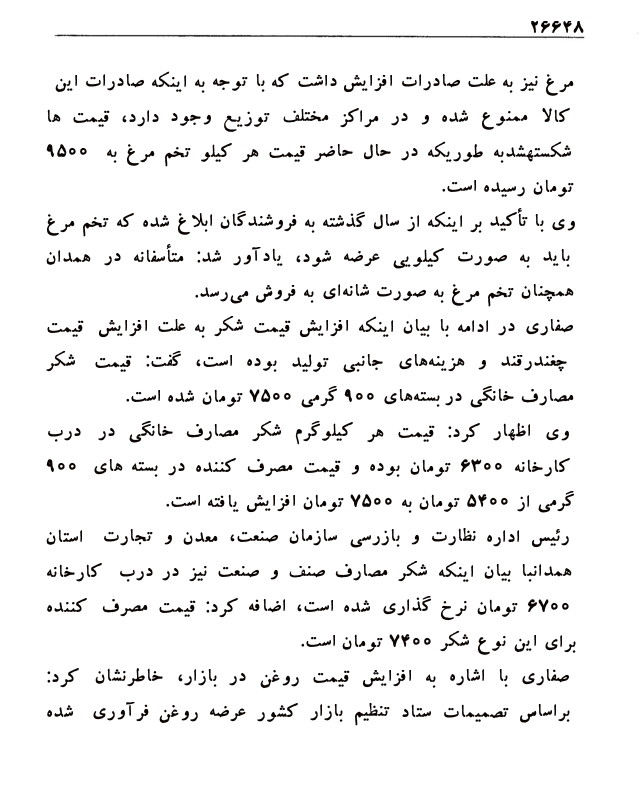 ۲۶۶۴۸
مرغ نیز به علت صادرات افزایش داشت که با توجه به اینکه صادرات این
کالا ممنوع شده و در مراکز مختلف توزیع وجود دارد، قیمت ها
شکستهشدبه طوریکه در حال حاضر قیمت هر کیلو تخم مرغ به ۹۵۰۰
تومان رسیده است.
وی با تأکید بر اینکه از سال گذشته به فروشندگان ابلاغ شده که تخم مرغ
باید به صورت کیلویی عرضه شود، یادآور شد: متأسفانه در همدان
همچنان تخم مرغ به صورت شانه‌ای به فروش می‌رسد.
صفاری در ادامه با بیان اینکه افزایش قیمت شکر به علت افزایش قیمت
چغندرقند و هزینه‌های جانبی تولید بوده است، گفت: قیمت شکر
مصارف خانگی در بسته‌های ۹۰۰ گرمی ۷۵۰۰ تومان شده است.
وی اظهار کرد: قیمت هر کیلوگرم شکر مصارف خانگی در درب
کارخانه ۶۳۰۰ تومان بوده و قیمت مصرف کننده در بسته های ۹۰۰
گرمی از ۵۴۰۰ تومان به ۷۵۰۰ تومان افزایش یافته است.
رئیس اداره نظارت و بازرسی سازمان صنعت، معدن و تجارت استان
همدانبا بیان اینکه شکر مصارف صنف و صنعت نیز در درب کارخانه
۶۷۰۰ تومان نرخ گذاری شده است، اضافه کرد: قیمت مصرف کننده
برای این نوع شکر ۷۴۰۰ تومان است.
صفاری با اشاره به افزایش قیمت روغن در بازار، خاطرنشان کرد:
براساس تصمیمات ستاد تنظیم بازار کشور عرضه روغن فرآوری شده